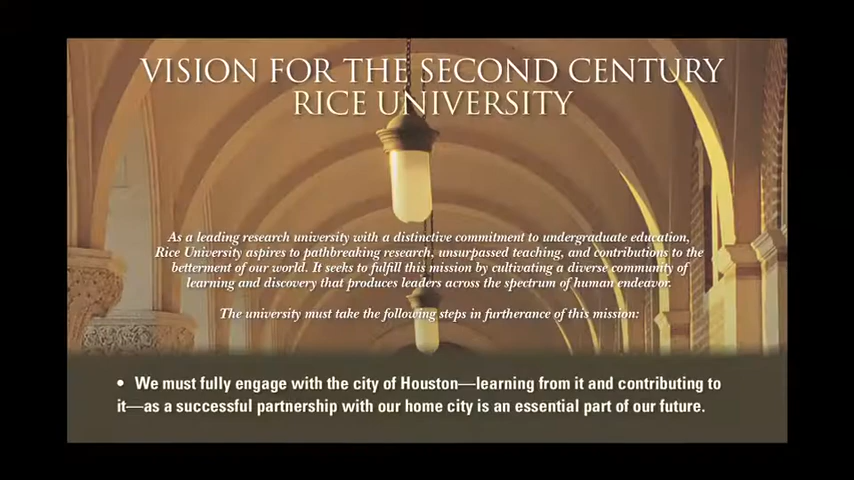 VISION FOR THE SECOND CENTURY
RICE UNIVERSITY
As a leading research university with a distinctive commitment to undergraduate education,
Rice University aspires to pathbreaking research, unsurpassed teaching, and contributions to the
betterment of our world. It seeks to fulfill this mission by cultivating a diverse community of
learning and discovery that produces leaders across the spectrum of human endeavor.
The university must take the following steps in furtherance of this mission:
• We must fully engage with the city of Houston—learning from it and contributing to
it—as a successful partnership with our home city is an essential part of our future.